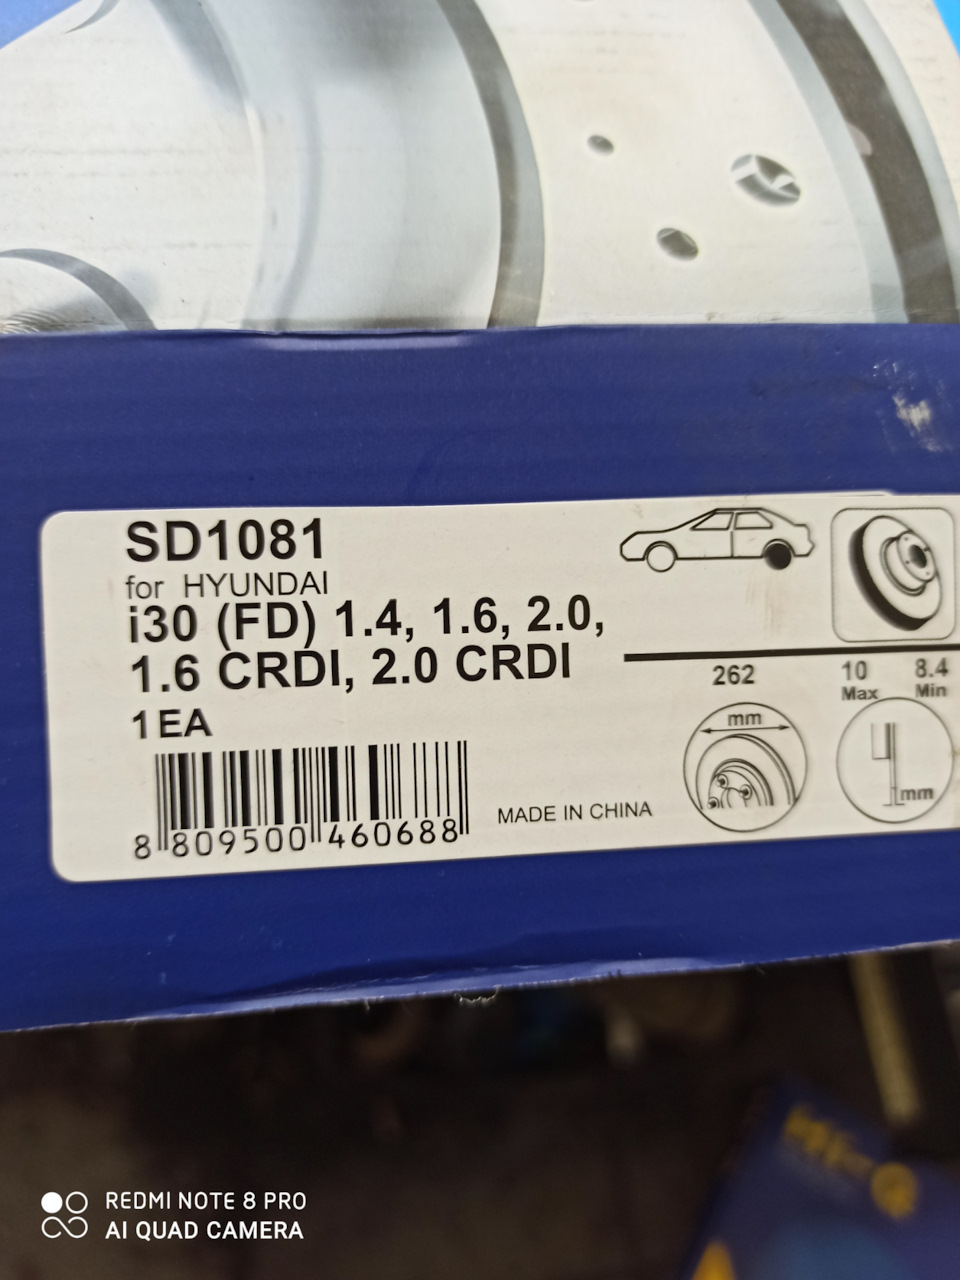 SD1081
for HYUNDAI
i30 (FD) 1.4, 1.6, 2.0,
1.6 CRDI, 2.0 CRDI
1EA
8 809500 460688
MADE IN CHINA
262
mm
10
Max
8.4
Min
mm
REDMI NOTE 8 PRO
AI QUAD CAMERA